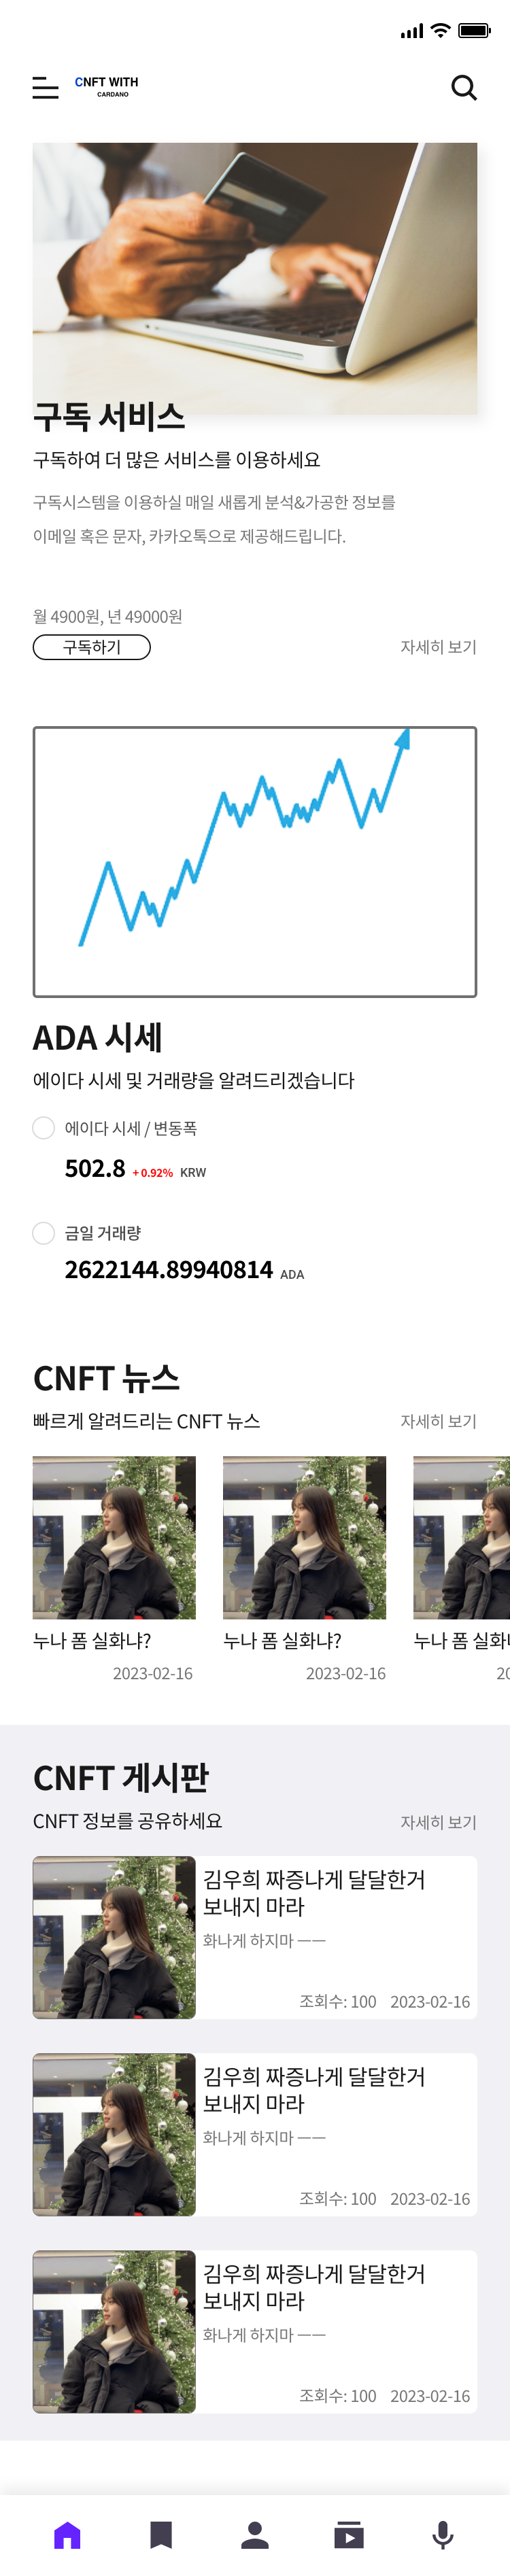 CNFT WITH
CARDANO
구독 서비스
구독하여 더 많은 서비스를 이용하세요
구독시스템을 이용하실 매일 새롭게 분석&가공한 정보를
이메일 혹은 문자, 카카오톡으로 제공해드립니다.
월 4900원, 년 49000원
구독하기 자세히 보기
ADA 시세
에이다 시세 및 거래량을 알려드리겠습니다
에이다 시세 / 변동폭
502.8 + 0.92% KRW
금일 거래량
2622144.89940814 ADA
CNFT 뉴스
빠르게 알려드리는 CNFT 뉴스 자세히 보기
누나 폼 실화냐? 누나 폼 실화냐? 누나 폼 실화
2023-02-16 2023-02-16 20
CNFT 게시판
CNFT 정보를 공유하세요 자세히 보기
김우희 짜증나게 달달한거
보내지 마라
화나게 하지마 ㅡㅡ
조회수: 100 2023-02-16
김우희 짜증나게 달달한거
보내지 마라
화나게 하지마 ㅡㅡ
조회수: 100 2023-02-16
김우희 짜증나게 달달한거
보내지 마라
화나게 하지마 ㅡㅡ
조회수: 100 2023-02-16